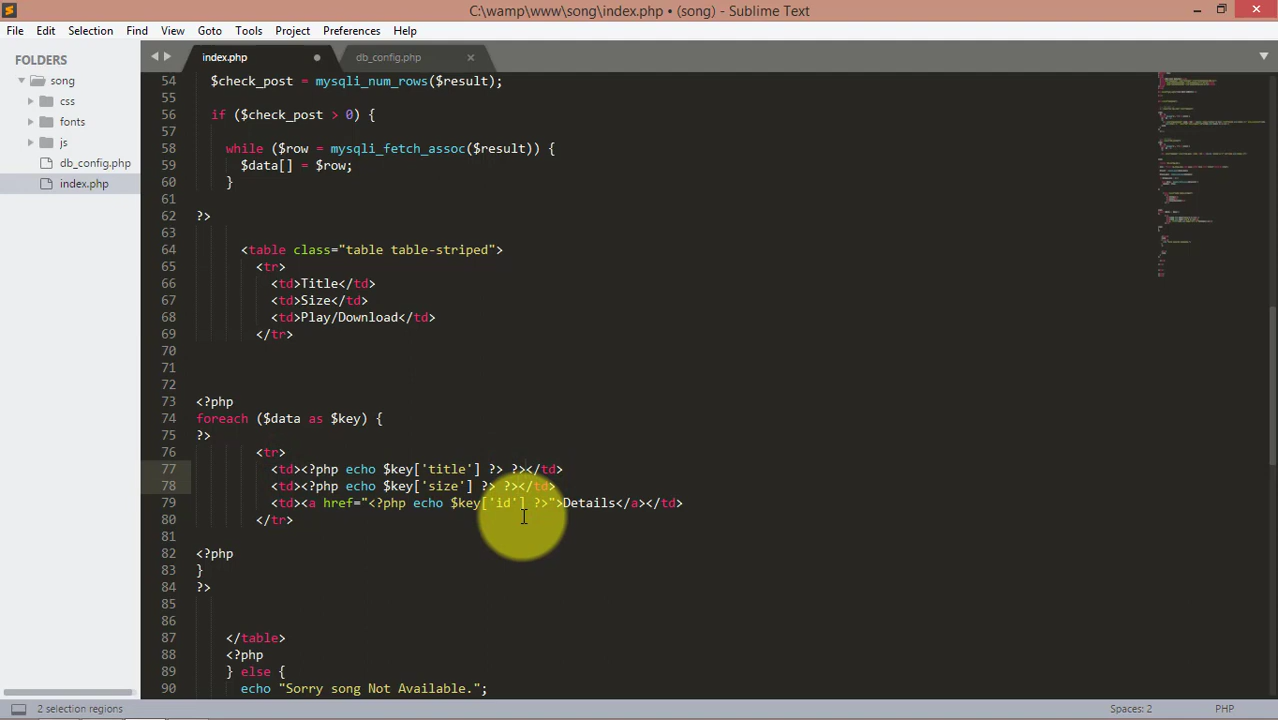 C:\wamp\www\song\index.php • (song) - Sublime Text
File Edit Selection Find View Goto Tools Project Preferences Help
FOLDERS
song
css
fonts
js
db_config.php
index.php
index.php
db_config.php
54 $check_post = mysqli_num_rows($result);
55
56 if ($check_post > 0) {
57
58 while ($row = mysqli_fetch_assoc($result)) {
59 $data[] = $row;
60 }
61
62 ?>
63
64 <table class="table table-striped">
65 <tr>
66 <td>Title</td>
67 <td>Size</td>
68 <td>Play/Download</td>
69 </tr>
70
71
72
73 <?php
74 foreach ($data as $key) {
75 ?>
76 <tr>
77 <td><?php echo $key['title'] ?> ?></td>
78 <td><?php echo $key['size'] ?> ?></td>
79 <td><a href="<?php echo $key['id'] ?>">Details</a></td>
80 </tr>
81
82 <?php
83 }
84 ?>
85
86
87 </table>
88 <?php
89 } else {
90 echo "Sorry song Not Available.";
2 selection regions
Spaces: 2
PHP